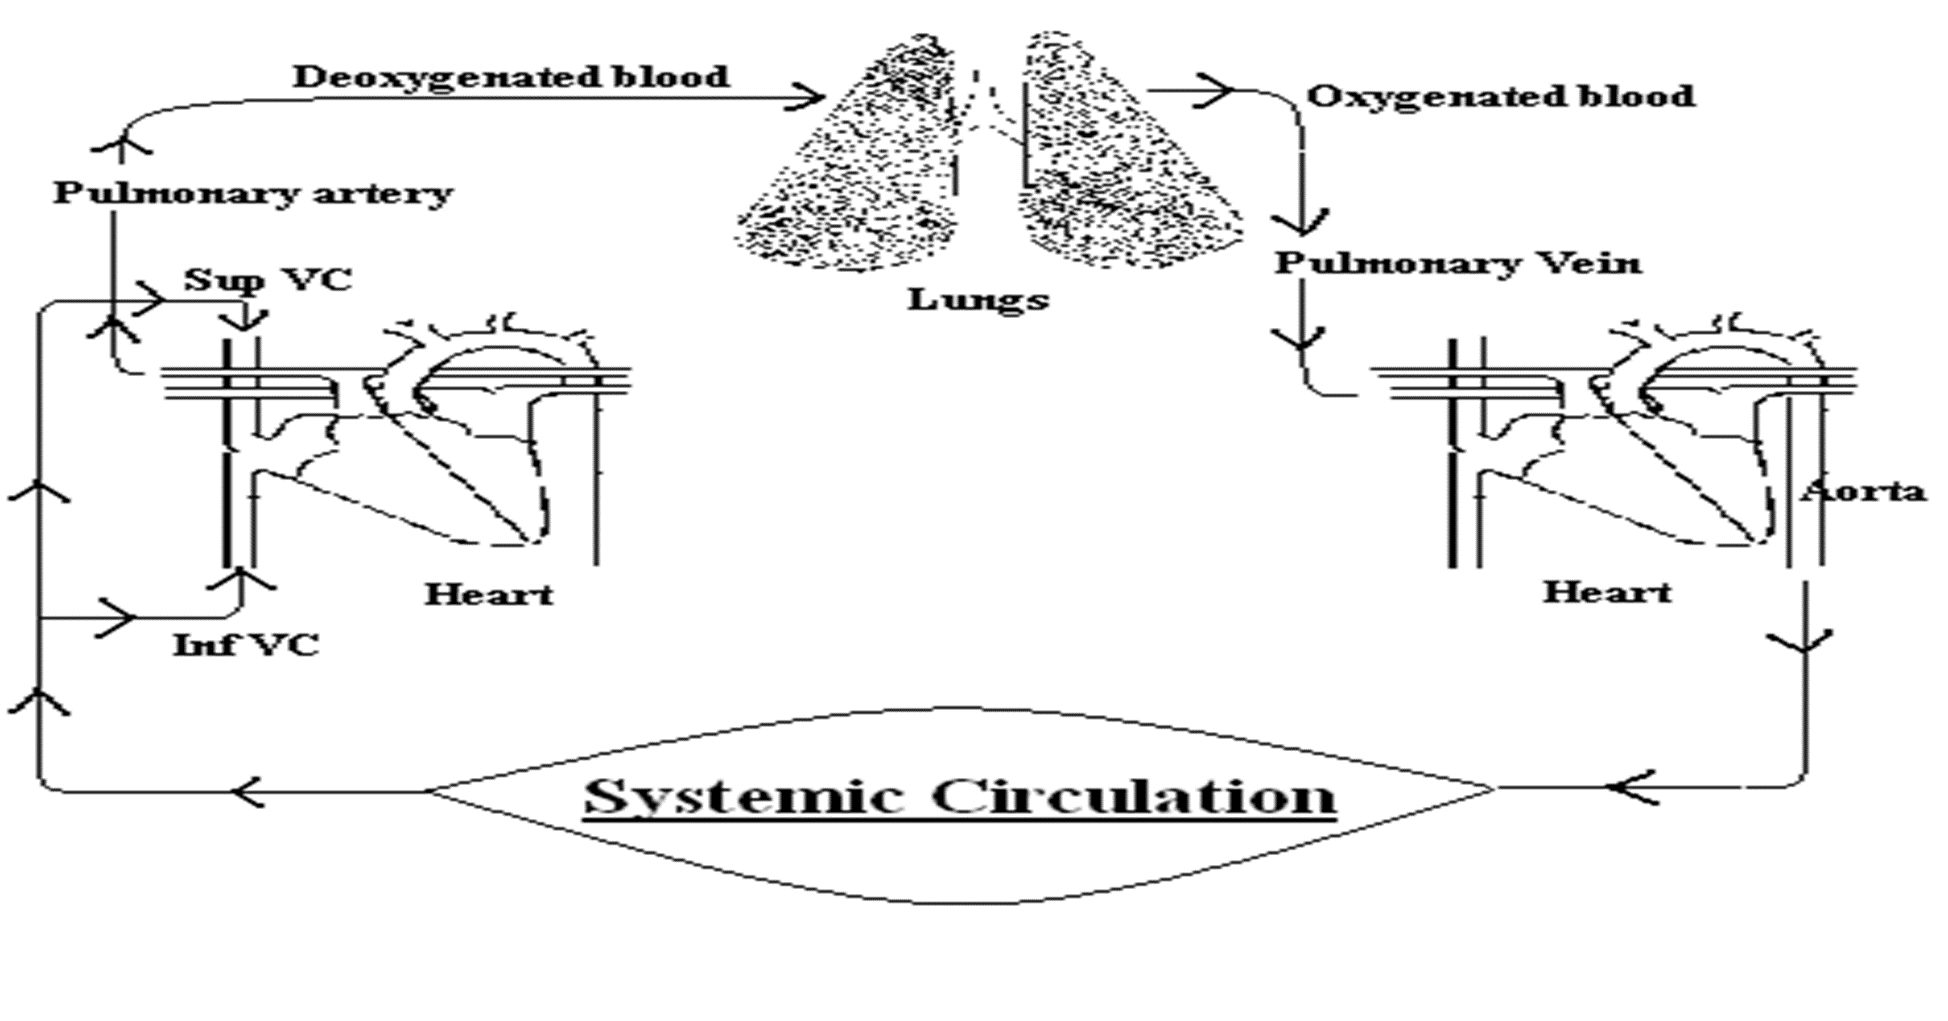 Deoxygenated blood
Oxygenated blood
Pulmonary artery
Pulmonary Vein
Sup VC
Lungs
Aorta
Heart
Heart
Inf VC
Systemic Circulation